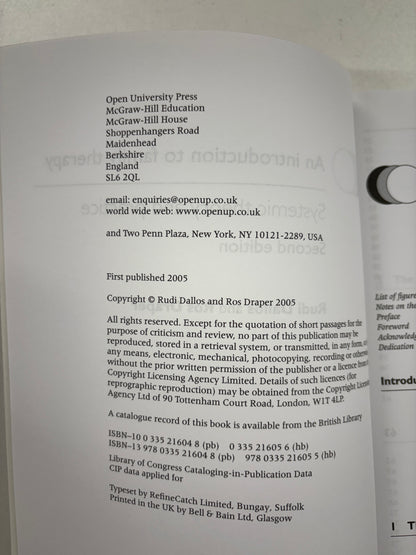 Open University Press
McGraw-Hill Education
McGraw-Hill House
Shoppenhangers Road
Maidenhead
Berkshire
England
SL6 2QL
email: enquiries@openup.co.uk
world wide web: www.openup.co.uk
and Two Penn Plaza, New York, NY 10121-2289, USA
First published 2005
Copyright © Rudi Dallos and Ros Draper 2005
All rights reserved. Except for the quotation of short passages for the
purpose of criticism and review, no part of this publication may be
reproduced, stored in a retrieval system, or transmitted, in any form,
any means, electronic, mechanical, photocopying, recording or otherwise
without the prior written permission of the publisher or a licence from
Copyright Licensing Agency Limited. Details of such licences (for
reprographic reproduction) may be obtained from the Copyright
Agency Ltd of 90 Tottenham Court Road, London, W1T 4LP.
A catalogue record of this book is available from the British Library
ISBN-10 0 335 21604 8 (pb) 0 335 21605 6 (hb)
ISBN-13 978 0335 21604 8 (pb) 978 0335 21605 5 (hb)
Library of Congress Cataloging-in-Publication Data
CIP data applied for
Typeset by RefineCatch Limited, Bungay, Suffolk
Printed in the UK by Bell & Bain Ltd, Glasgow
List of figure
Notes on the
Preface
Foreword
Acknowledg
Dedication
Introdu
I T